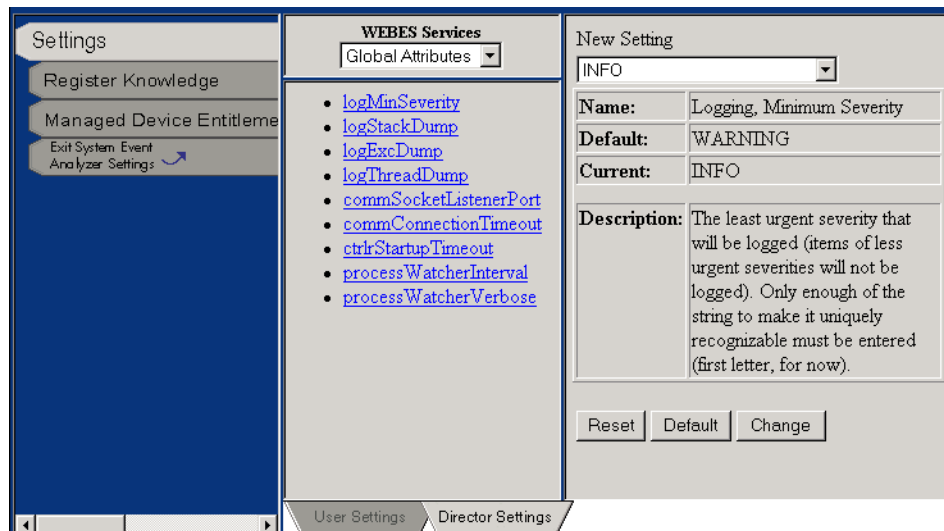 Settings
Register Knowledge
Managed Device Entitleme
Exit System Event
Analyzer Settings
WEBES Services
Global Attributes
logMinSeverity
logStackDump
logExcDump
logThreadDump
commSocketListenerPort
commConnectionTimeout
ctrlrStartupTimeout
processWatcherInterval
processWatcherVerbose
User Settings
Director Settings
New Setting
INFO
Name: Logging, Minimum Severity
Default: WARNING
Current: INFO
Description: The least urgent severity that
will be logged (items of less
urgent severities will not be
logged). Only enough of the
string to make it uniquely
recognizable must be entered
(first letter, for now).
Reset Default Change